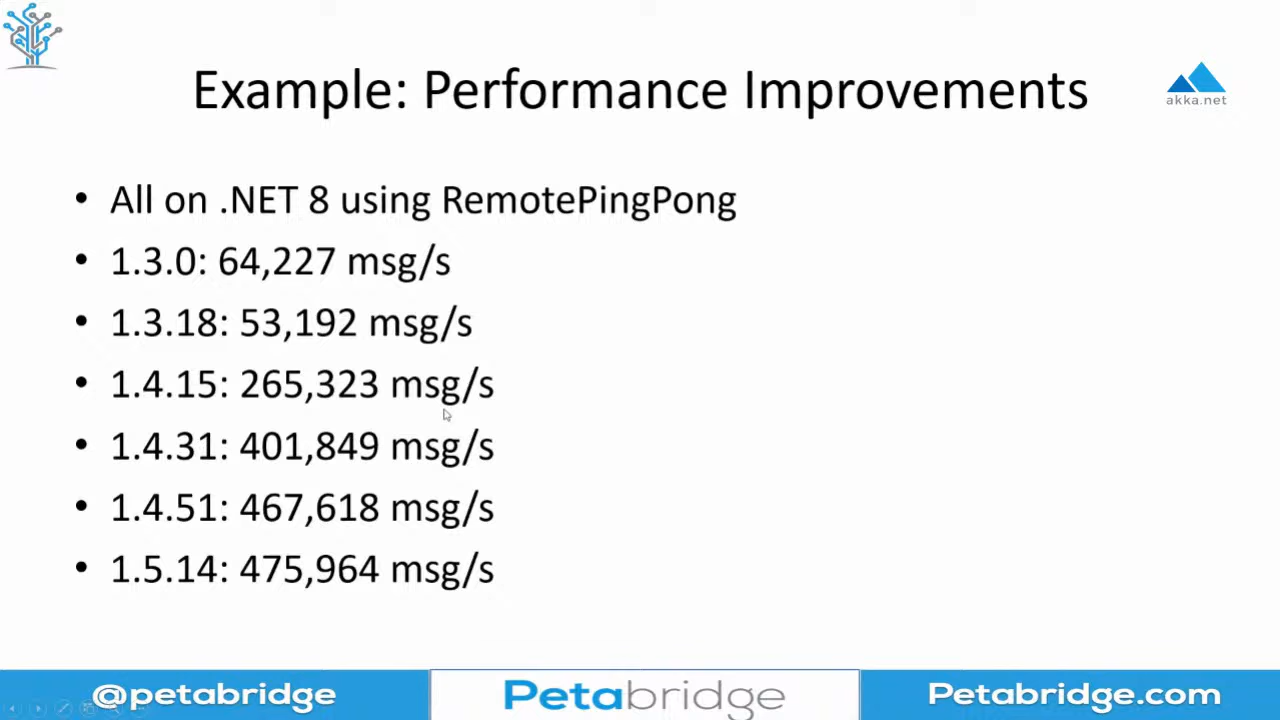 Example: Performance Improvements
akka.net
• All on .NET 8 using RemotePingPong
• 1.3.0: 64,227 msg/s
• 1.3.18: 53,192 msg/s
• 1.4.15: 265,323 msg/s
• 1.4.31: 401,849 msg/s
• 1.4.51: 467,618 msg/s
• 1.5.14: 475,964 msg/s
@petabridge
Petabridge
Petabridge.com